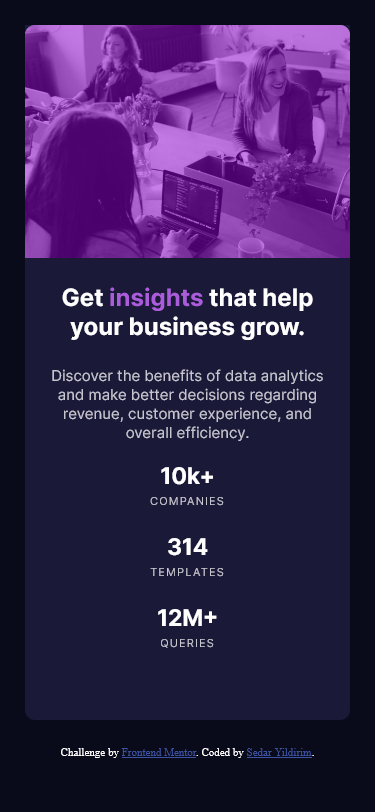 Get insights that help
your business grow.
Discover the benefits of data analytics
and make better decisions regarding
revenue, customer experience, and
overall efficiency.
10k+
COMPANIES
314
TEMPLATES
12M+
QUERIES
Challenge by Frontend Mentor. Coded by Sedar Yildirim.